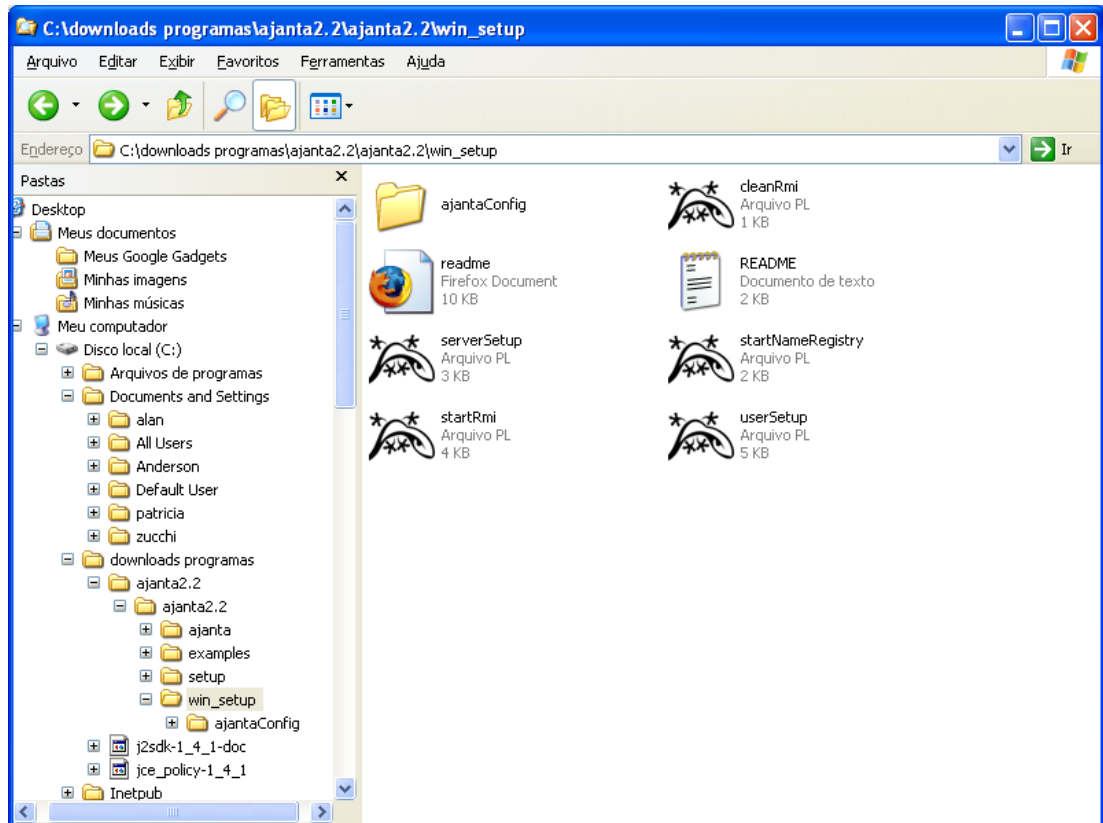 C:\downloads programas\ajanta2.2\ajanta2.2\win_setup
Arquivo Editar Exibir Favoritos Ferramentas Ajuda
Endereço C:\downloads programas\ajanta2.2\ajanta2.2\win_setup Ir
Pastas
Desktop
Meus documentos
Meus Google Gadgets
Minhas imagens
Minhas músicas
Meu computador
Disco local (C:)
Arquivos de programas
Documents and Settings
alan
All Users
Anderson
Default User
patricia
zucchi
downloads programas
ajanta2.2
ajanta2.2
ajanta
examples
setup
win_setup
ajantaConfig
j2sdk-1_4_1-doc
jce_policy-1_4_1
Inetpub
ajantaConfig
cleanRmi
Arquivo PL
1 KB
readme
Firefox Document
10 KB
README
Documento de texto
2 KB
serverSetup
Arquivo PL
3 KB
startNameRegistry
Arquivo PL
2 KB
startRmi
Arquivo PL
4 KB
userSetup
Arquivo PL
5 KB